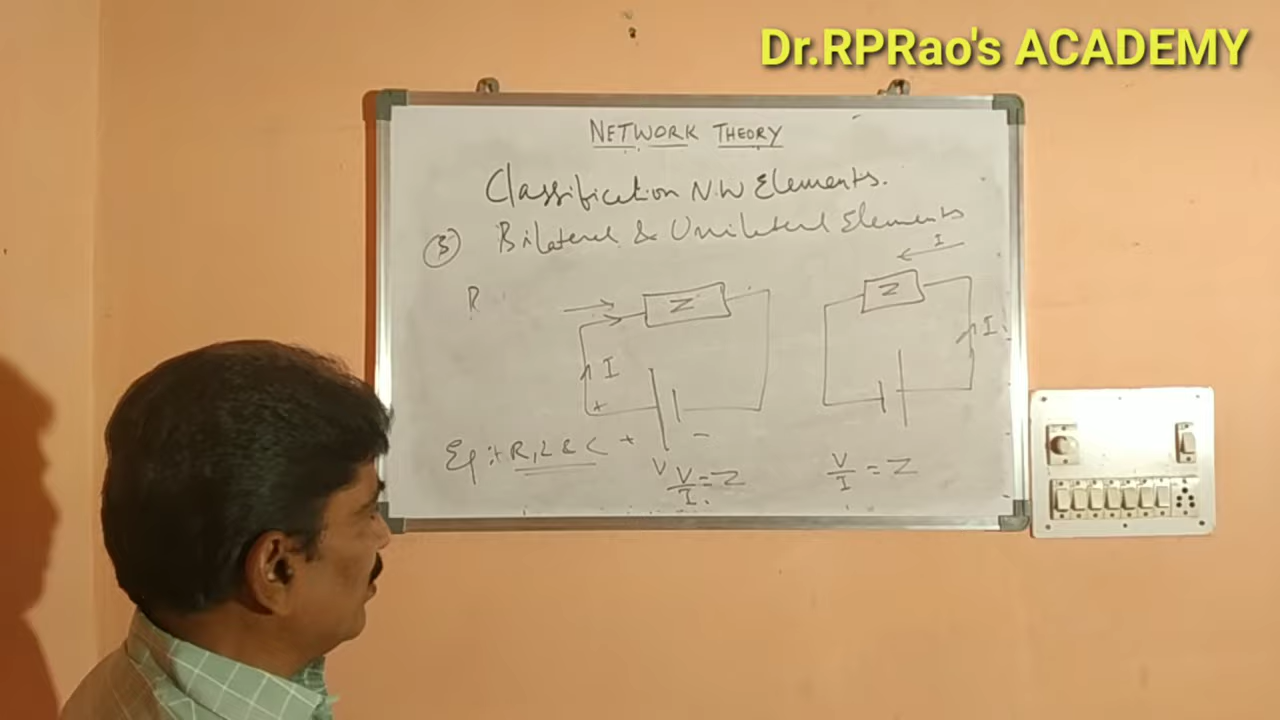 Dr.RPRao's ACADEMY
NETWORK THEORY
Classification N.W Elements.
(3) Bilateral & Unilateral Elements
I
R
Z
Z
I
I
+
Eg :+ R, L & C
+
-
V
V/I = Z
V/I = Z